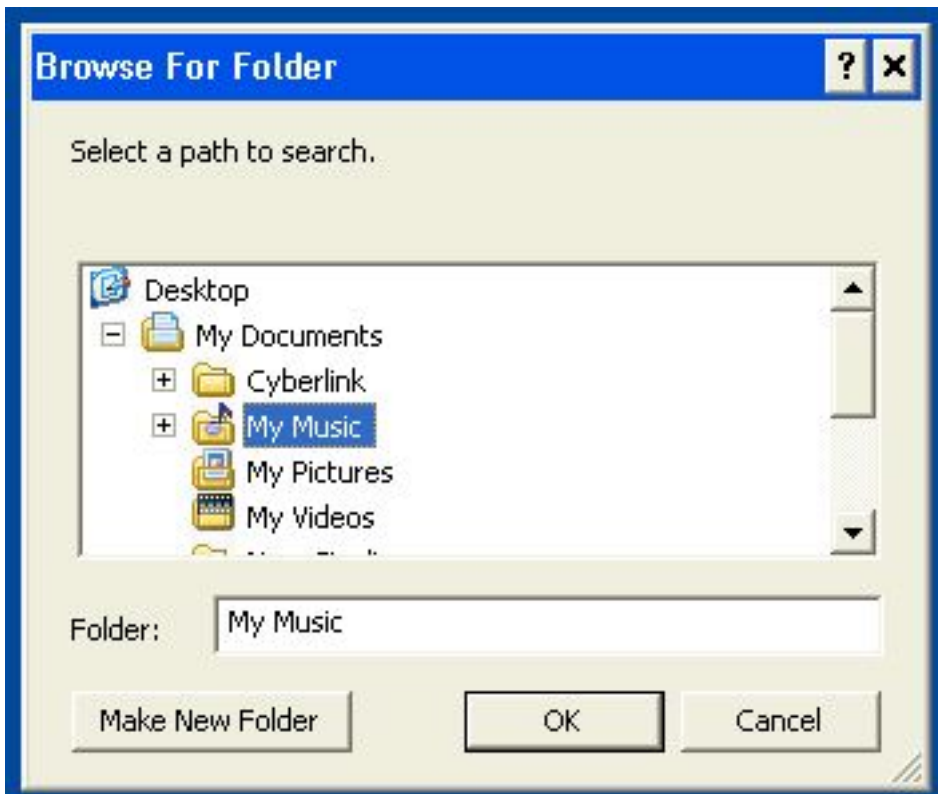 Browse For Folder
Select a path to search.
Desktop
My Documents
Cyberlink
My Music
My Pictures
My Videos
Folder: My Music
Make New Folder OK Cancel